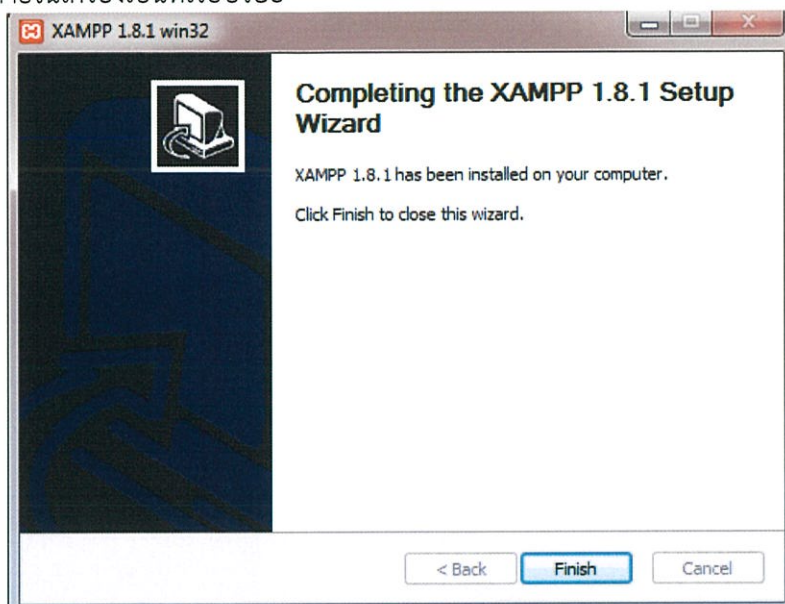 XAMPP 1.8.1 win32
Completing the XAMPP 1.8.1 Setup
Wizard
XAMPP 1.8.1 has been installed on your computer.
Click Finish to close this wizard.
< Back
Finish
Cancel